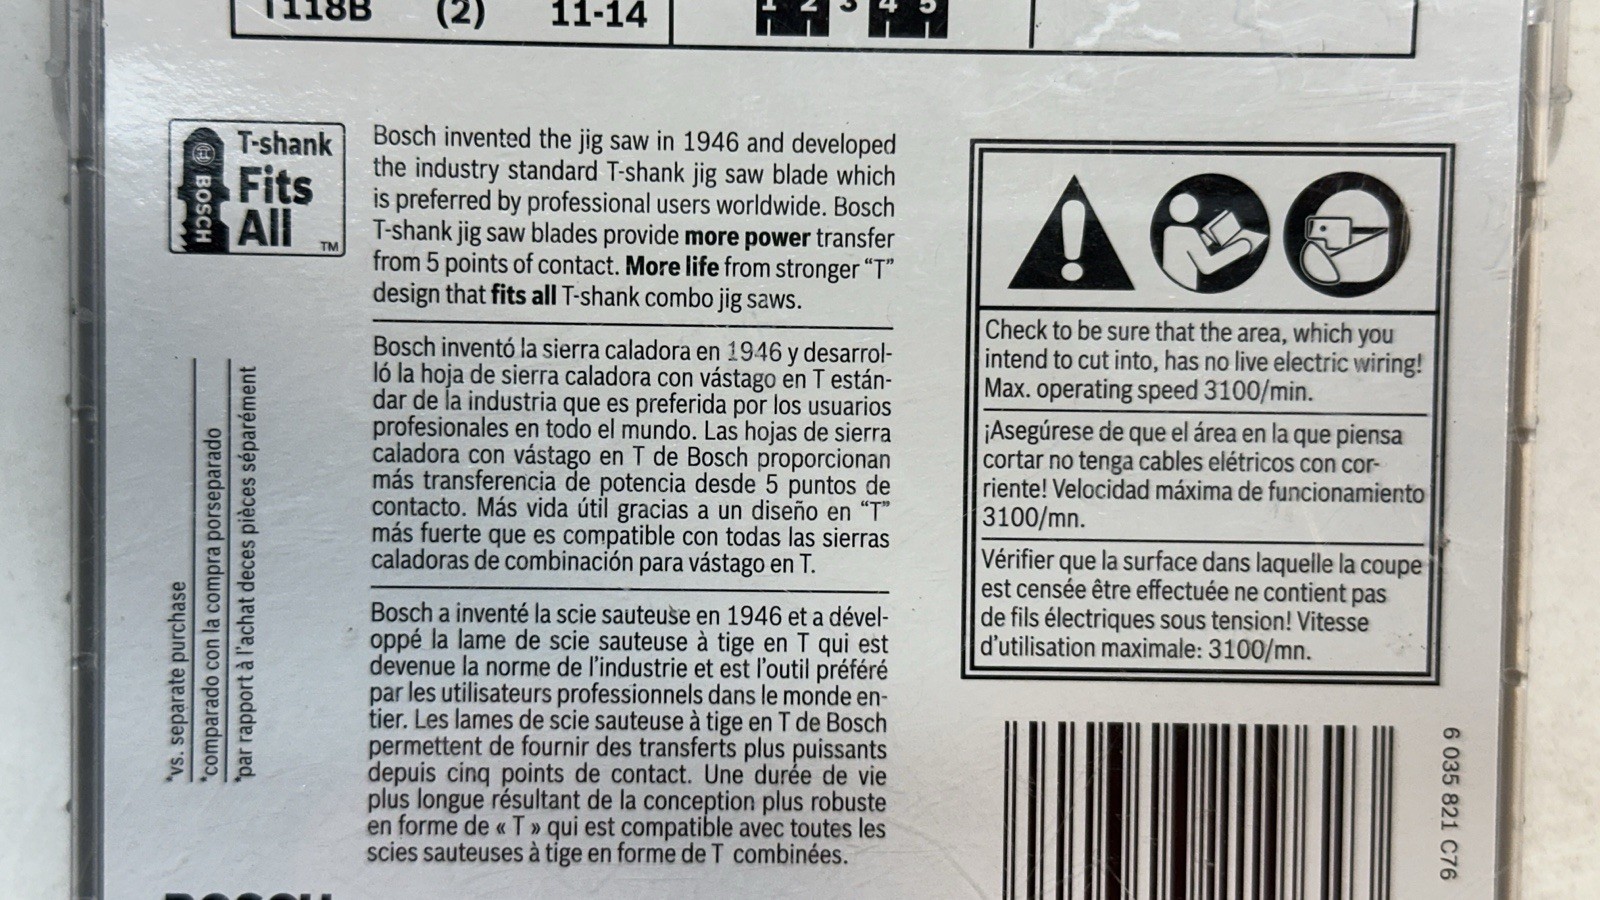 T118B (2) 11-14
1 2 3 4 5
T-shank
Fits
All
TM
BOSCH
Bosch invented the jig saw in 1946 and developed
the industry standard T-shank jig saw blade which
is preferred by professional users worldwide. Bosch
T-shank jig saw blades provide more power transfer
from 5 points of contact. More life from stronger “T”
design that fits all T-shank combo jig saws.
Bosch inventó la sierra caladora en 1946 y desarrol-
ló la hoja de sierra caladora con vástago en T están-
dar de la industria que es preferida por los usuarios
profesionales en todo el mundo. Las hojas de sierra
caladora con vástago en T de Bosch proporcionan
más transferencia de potencia desde 5 puntos de
contacto. Más vida útil gracias a un diseño en “T”
más fuerte que es compatible con todas las sierras
caladoras de combinación para vástago en T.
Bosch a inventé la scie sauteuse en 1946 et a dével-
oppé la lame de scie sauteuse à tige en T qui est
devenue la norme de l'industrie et est l'outil préféré
par les utilisateurs professionnels dans le monde en-
tier. Les lames de scie sauteuse à tige en T de Bosch
permettent de fournir des transferts plus puissants
depuis cinq points de contact. Une durée de vie
plus longue résultant de la conception plus robuste
en forme de « T » qui est compatible avec toutes les
scies sauteuses à tige en forme de T combinées.
*vs. separate purchase
*comparado con la compra porseparado
*par rapport à l'achat deces pièces séparément
Check to be sure that the area, which you
intend to cut into, has no live electric wiring!
Max. operating speed 3100/min.
¡Asegúrese de que el área en la que piensa
cortar no tenga cables elétricos con cor-
riente! Velocidad máxima de funcionamiento
3100/mn.
Vérifier que la surface dans laquelle la coupe
est censée être effectuée ne contient pas
de fils électriques sous tension! Vitesse
d'utilisation maximale: 3100/mn.
6 035 821 C76
BOSCH